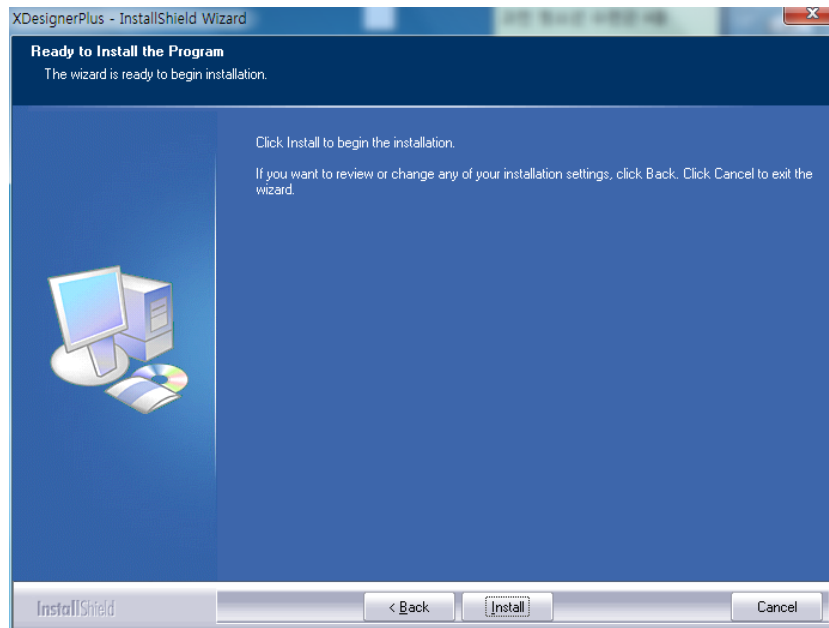 XDesignerPlus - InstallShield Wizard
Ready to Install the Program
The wizard is ready to begin installation.
Click Install to begin the installation.
If you want to review or change any of your installation settings, click Back. Click Cancel to exit the
wizard.
InstallShield
< Back
Install
Cancel